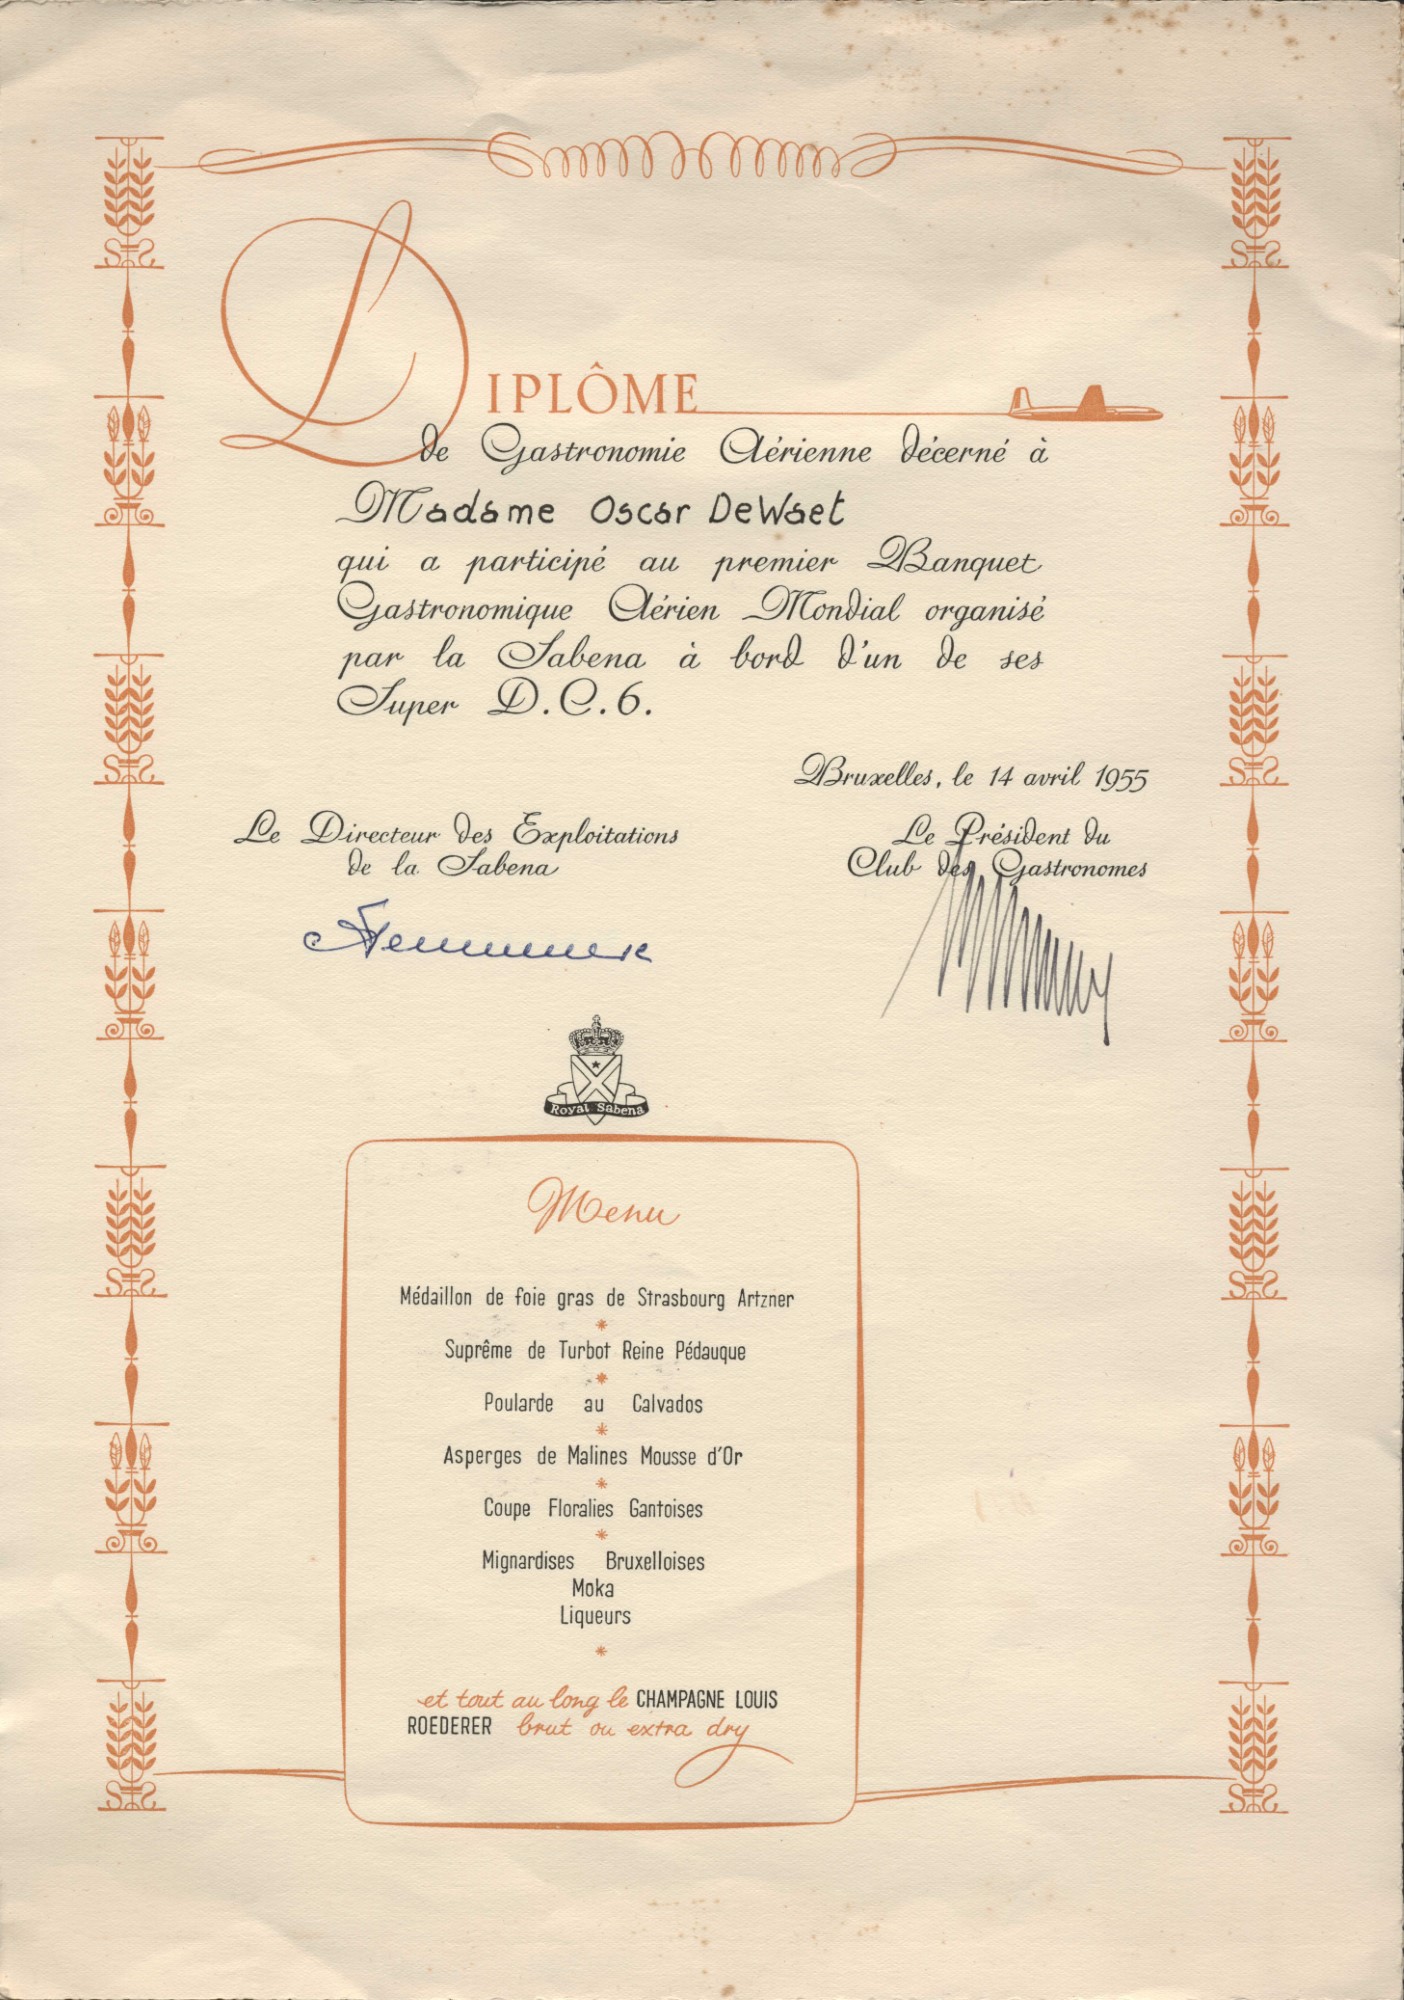 DIPLÔME
de Gastronomie Aérienne décerné à
Madame Oscar DeWaet
qui a participé au premier Banquet
Gastronomique Aérien Mondial organisé
par la Sabena à bord d'un de ses
Super D.C.6.
Bruxelles, le 14 avril 1955
Le Directeur des Exploitations
de la Sabena
Le Président du
Club des Gastronomes
Royal Sabena
Menu
Médaillon de foie gras de Strasbourg Artzner
*
Suprême de Turbot Reine Pédauque
*
Poularde au Calvados
*
Asperges de Malines Mousse d'Or
*
Coupe Floralies Gantoises
*
Mignardises Bruxelloises
Moka
Liqueurs
*
et tout au long le CHAMPAGNE LOUIS
ROEDERER brut ou extra dry